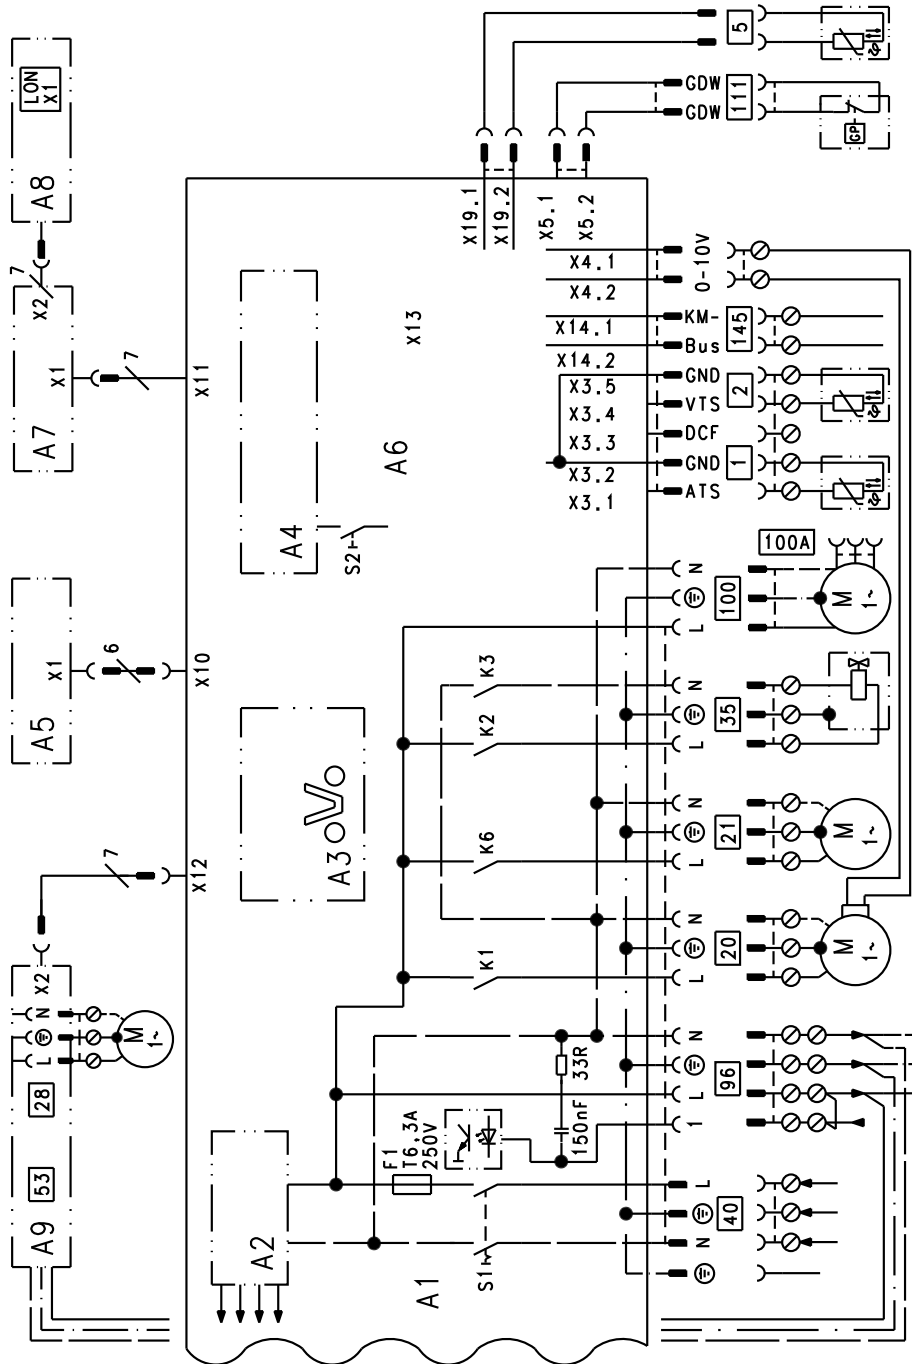 5
LON
X1
GDW
111
GDW
GP
A8
X19.1
X19.2
X5.1
X5.2
7
X2
X4.1
X4.2
0-10V
X13
X14.1
KM-
145
X14.2
Bus
7
X1
X11
X3.5
GND
2
X3.4
VTS
A7
X3.3
DCF
A6
X3.2
GND
1
X3.1
ATS
A4
S2
100A
N
100
M
1~
L
6
X1
X10
K3
N
A5
K2
35
L
N
21
M
1~
K6
L
A3
7
X12
N
20
M
1~
K1
L
X2
N
M
1~
L
N
33R
96
28
L
150nF
1
F1
T6,3A
250V
53
L
40
A9
A2
N
S1
A1